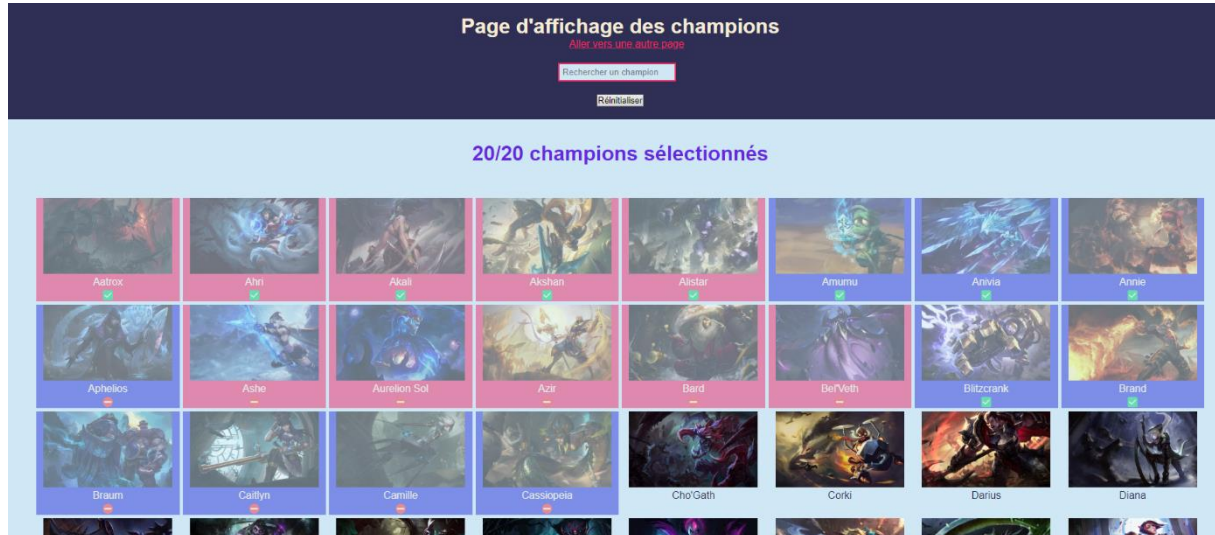 Page d'affichage des champions
Aller vers une autre page
Rechercher un champion
Réinitialiser
20/20 champions sélectionnés
Aatrox Ahri Akali Akshan Alistar Amumu Anivia Annie
Aphelios Ashe Aurelion Sol Azir Bard Bel'Veth Blitzcrank Brand
Braum Caitlyn Camille Cassiopeia Cho'Gath Corki Darius Diana